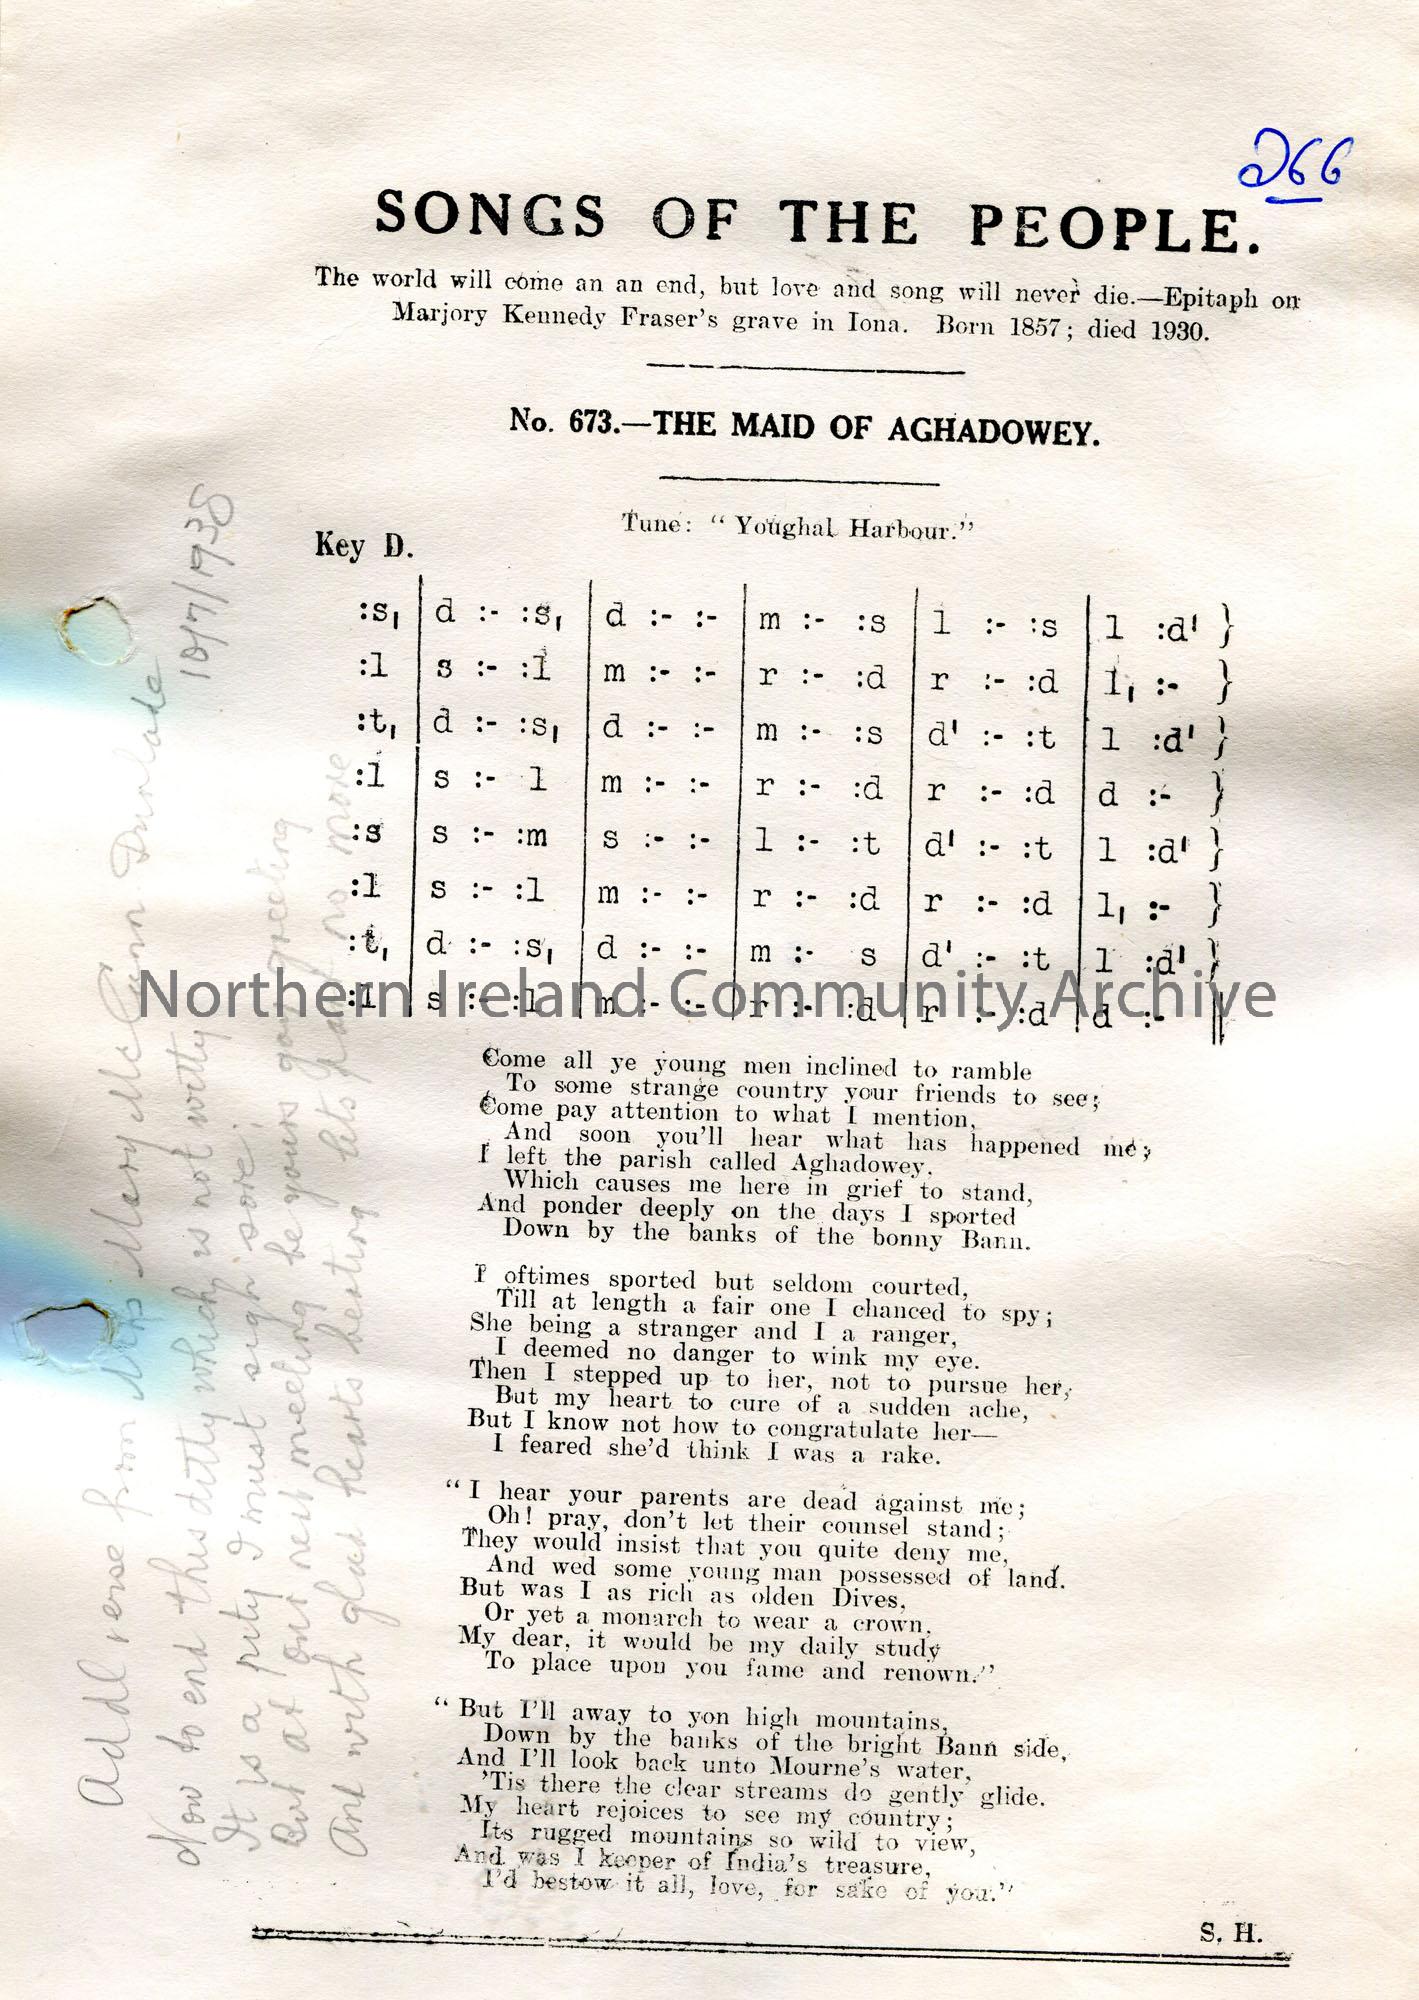 266
SONGS OF THE PEOPLE.
The world will come an an end, but love and song will never die.—Epitaph on
Marjory Kennedy Fraser's grave in Iona. Born 1857; died 1930.
No. 673.—THE MAID OF AGHADOWEY.
Tune: "Youghal Harbour."
Key D.
:s, | d :- :s, | d :- :- | m :- :s | l :- :s | l :d' }
:l | s :- :l | m :- :- | r :- :d | r :- :d | l, :- }
:t, | d :- :s, | d :- :- | m :- :s | d' :- :t | l :d' }
:l | s :- l | m :- :- | r :- :d | r :- :d | d :- }
:s | s :- :m | s :- :- | l :- :t | d' :- :t | l :d' }
:l | s :- :l | m :- :- | r :- :d | r :- :d | l, :- }
:t, | d :- :s, | d :- :- | m :- s | d' :- :t | l :d' }
:l | s :- :l | m :- :- | r :- :d | r :- :d | d :- ||
Northern Ireland Community Archive
Come all ye young men inclined to ramble
To some strange country your friends to see;
Come pay attention to what I mention,
And soon you'll hear what has happened me;
I left the parish called Aghadowey,
Which causes me here in grief to stand,
And ponder deeply on the days I sported
Down by the banks of the bonny Bann.
I oftimes sported but seldom courted,
Till at length a fair one I chanced to spy;
She being a stranger and I a ranger,
I deemed no danger to wink my eye.
Then I stepped up to her, not to pursue her,
But my heart to cure of a sudden ache,
But I know not how to congratulate her—
I feared she'd think I was a rake.
"I hear your parents are dead against me;
Oh! pray, don't let their counsel stand;
They would insist that you quite deny me,
And wed some young man possessed of land.
But was I as rich as olden Dives,
Or yet a monarch to wear a crown,
My dear, it would be my daily study
To place upon you fame and renown."
"But I'll away to yon high mountains,
Down by the banks of the bright Bann side,
And I'll look back unto Mourne's water,
'Tis there the clear streams do gently glide.
My heart rejoices to see my country;
Its rugged mountains so wild to view,
And was I keeper of India's treasure,
I'd bestow it all, love, for sake of you."
S. H.
Addl verse from Miss Mary McCann
10/7/1938
Now to end this ditty which is not witty
It is a pity I must sigh sore;
But at our next meeting be yours greeting
And with glad hearts beating let's part no more